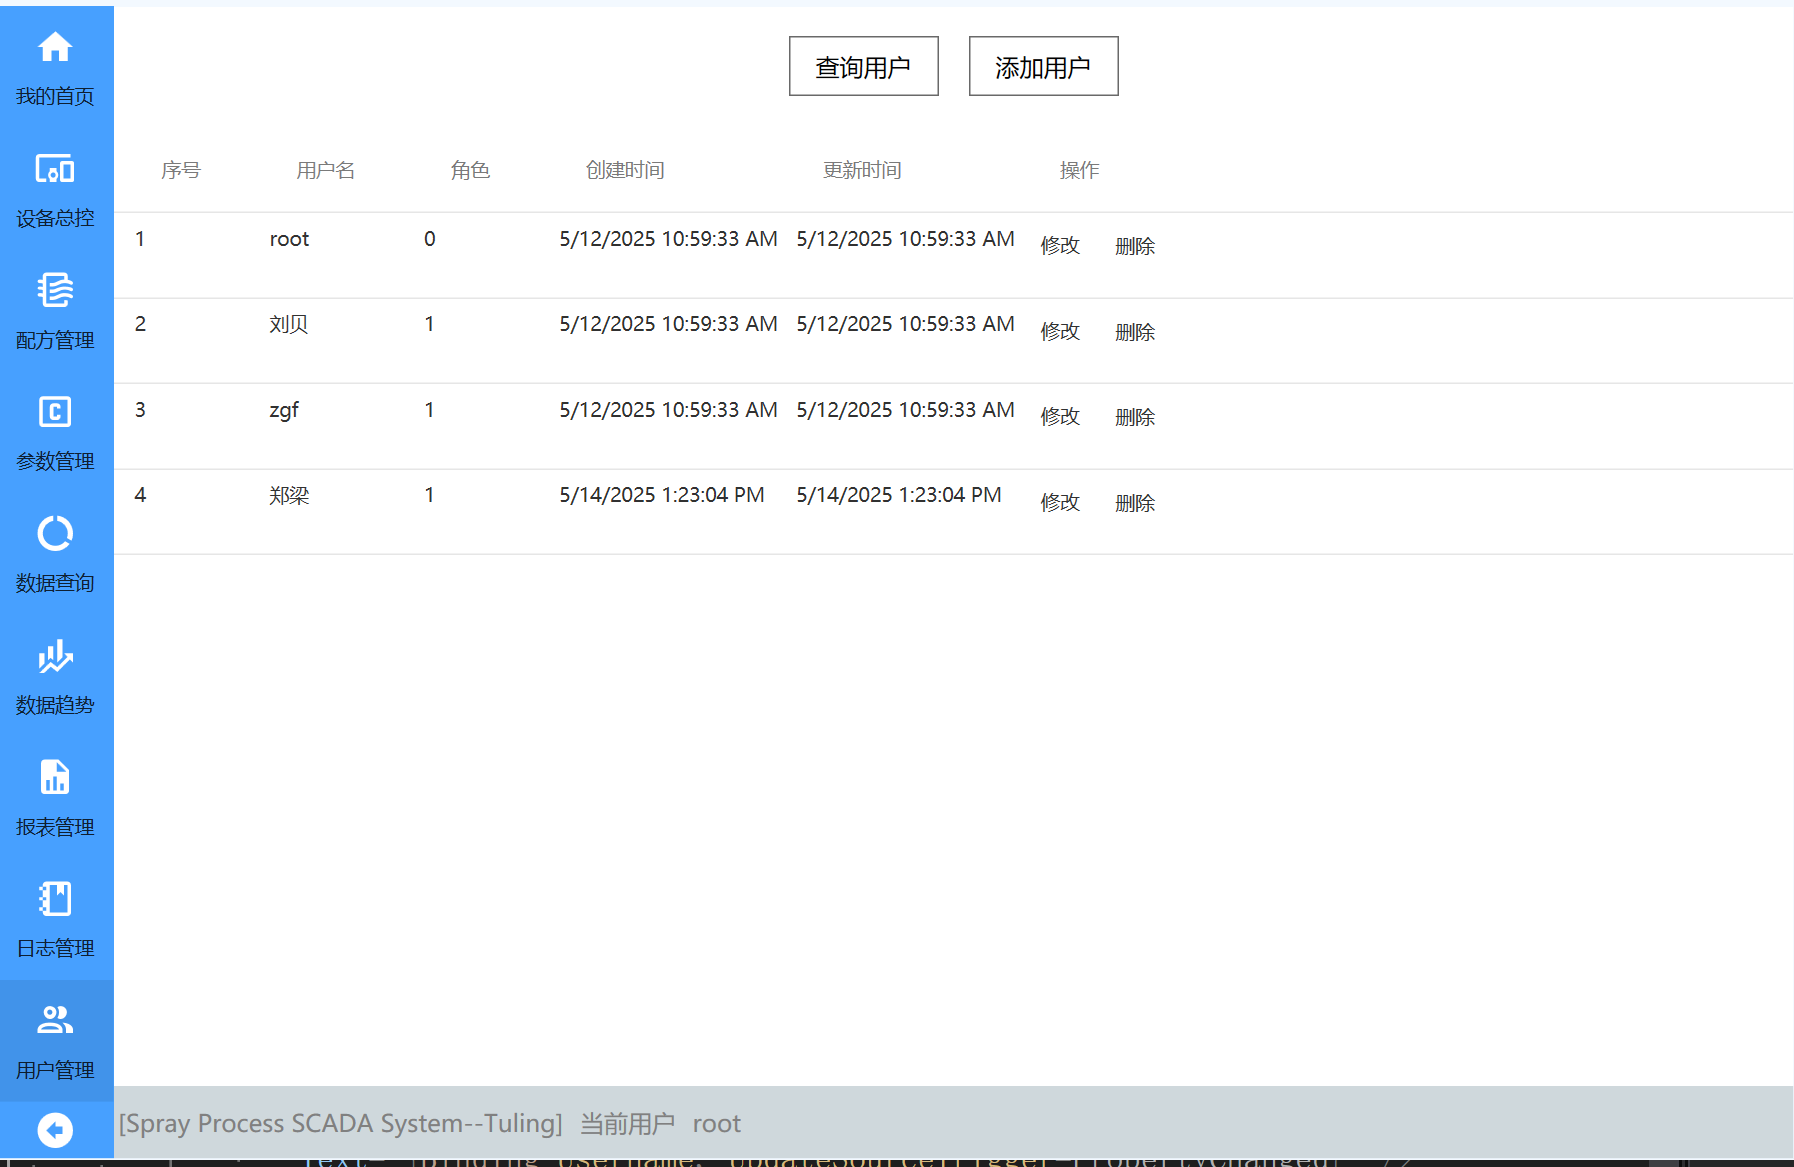 我的首页
设备总控
配方管理
参数管理
数据查询
数据趋势
报表管理
日志管理
用户管理
查询用户 添加用户
序号 用户名 角色 创建时间 更新时间 操作
1 root 0 5/12/2025 10:59:33 AM 5/12/2025 10:59:33 AM 修改 删除
2 刘贝 1 5/12/2025 10:59:33 AM 5/12/2025 10:59:33 AM 修改 删除
3 zgf 1 5/12/2025 10:59:33 AM 5/12/2025 10:59:33 AM 修改 删除
4 郑梁 1 5/14/2025 1:23:04 PM 5/14/2025 1:23:04 PM 修改 删除
[Spray Process SCADA System--Tuling] 当前用户 root